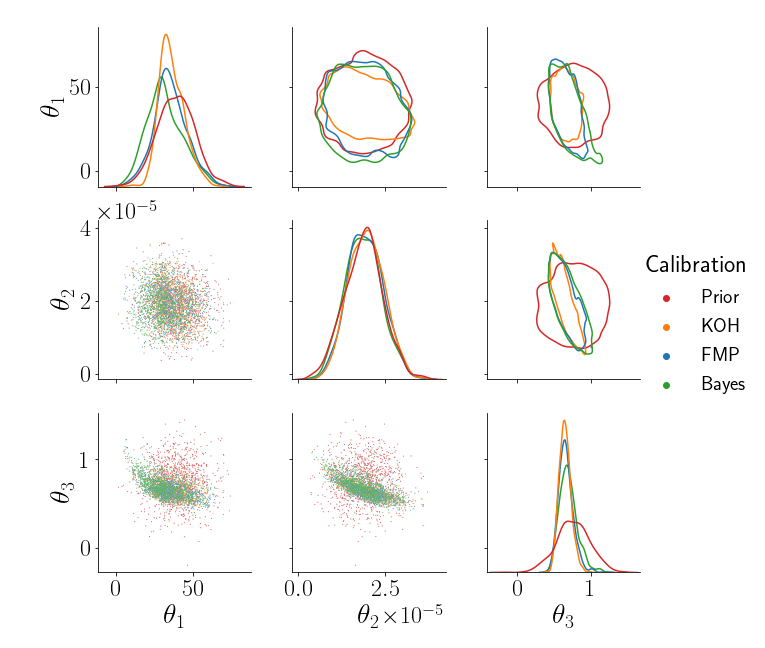 θ1
50
0
×10−5
θ2
4
2
0
Calibration
Prior
KOH
FMP
Bayes
θ3
1
0
0 50
0.0 2.5
0 1
θ1
θ2×10−5
θ3